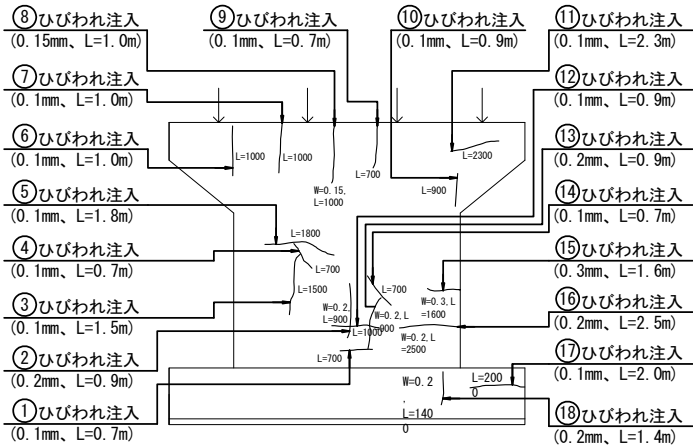 ⑧ひびわれ注入
(0.15mm、L=1.0m)
⑨ひびわれ注入
(0.1mm、L=0.7m)
⑩ひびわれ注入
(0.1mm、L=0.9m)
⑪ひびわれ注入
(0.1mm、L=2.3m)
⑦ひびわれ注入
(0.1mm、L=1.0m)
⑫ひびわれ注入
(0.1mm、L=0.9m)
⑥ひびわれ注入
(0.1mm、L=1.0m)
⑬ひびわれ注入
(0.2mm、L=0.9m)
⑤ひびわれ注入
(0.1mm、L=1.8m)
⑭ひびわれ注入
(0.1mm、L=0.7m)
④ひびわれ注入
(0.1mm、L=0.7m)
⑮ひびわれ注入
(0.3mm、L=1.6m)
③ひびわれ注入
(0.1mm、L=1.5m)
⑯ひびわれ注入
(0.2mm、L=2.5m)
②ひびわれ注入
(0.2mm、L=0.9m)
⑰ひびわれ注入
(0.1mm、L=2.0m)
①ひびわれ注入
(0.1mm、L=0.7m)
⑱ひびわれ注入
(0.2mm、L=1.4m)
L=1000
L=1000
W=0.15,
L=1000
L=700
L=2300
L=900
L=1800
L=700
L=1500
W=0.2,
L=900
L=1000
L=700
L=700
W=0.2,L
=900
W=0.3,L
=1600
W=0.2,L
=2500
W=0.2
,
L=140
0
L=200
0